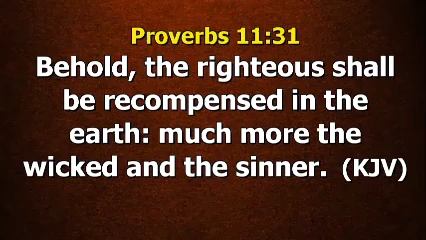 Proverbs 11:31
Behold, the righteous shall
be recompensed in the
earth: much more the
wicked and the sinner. (KJV)